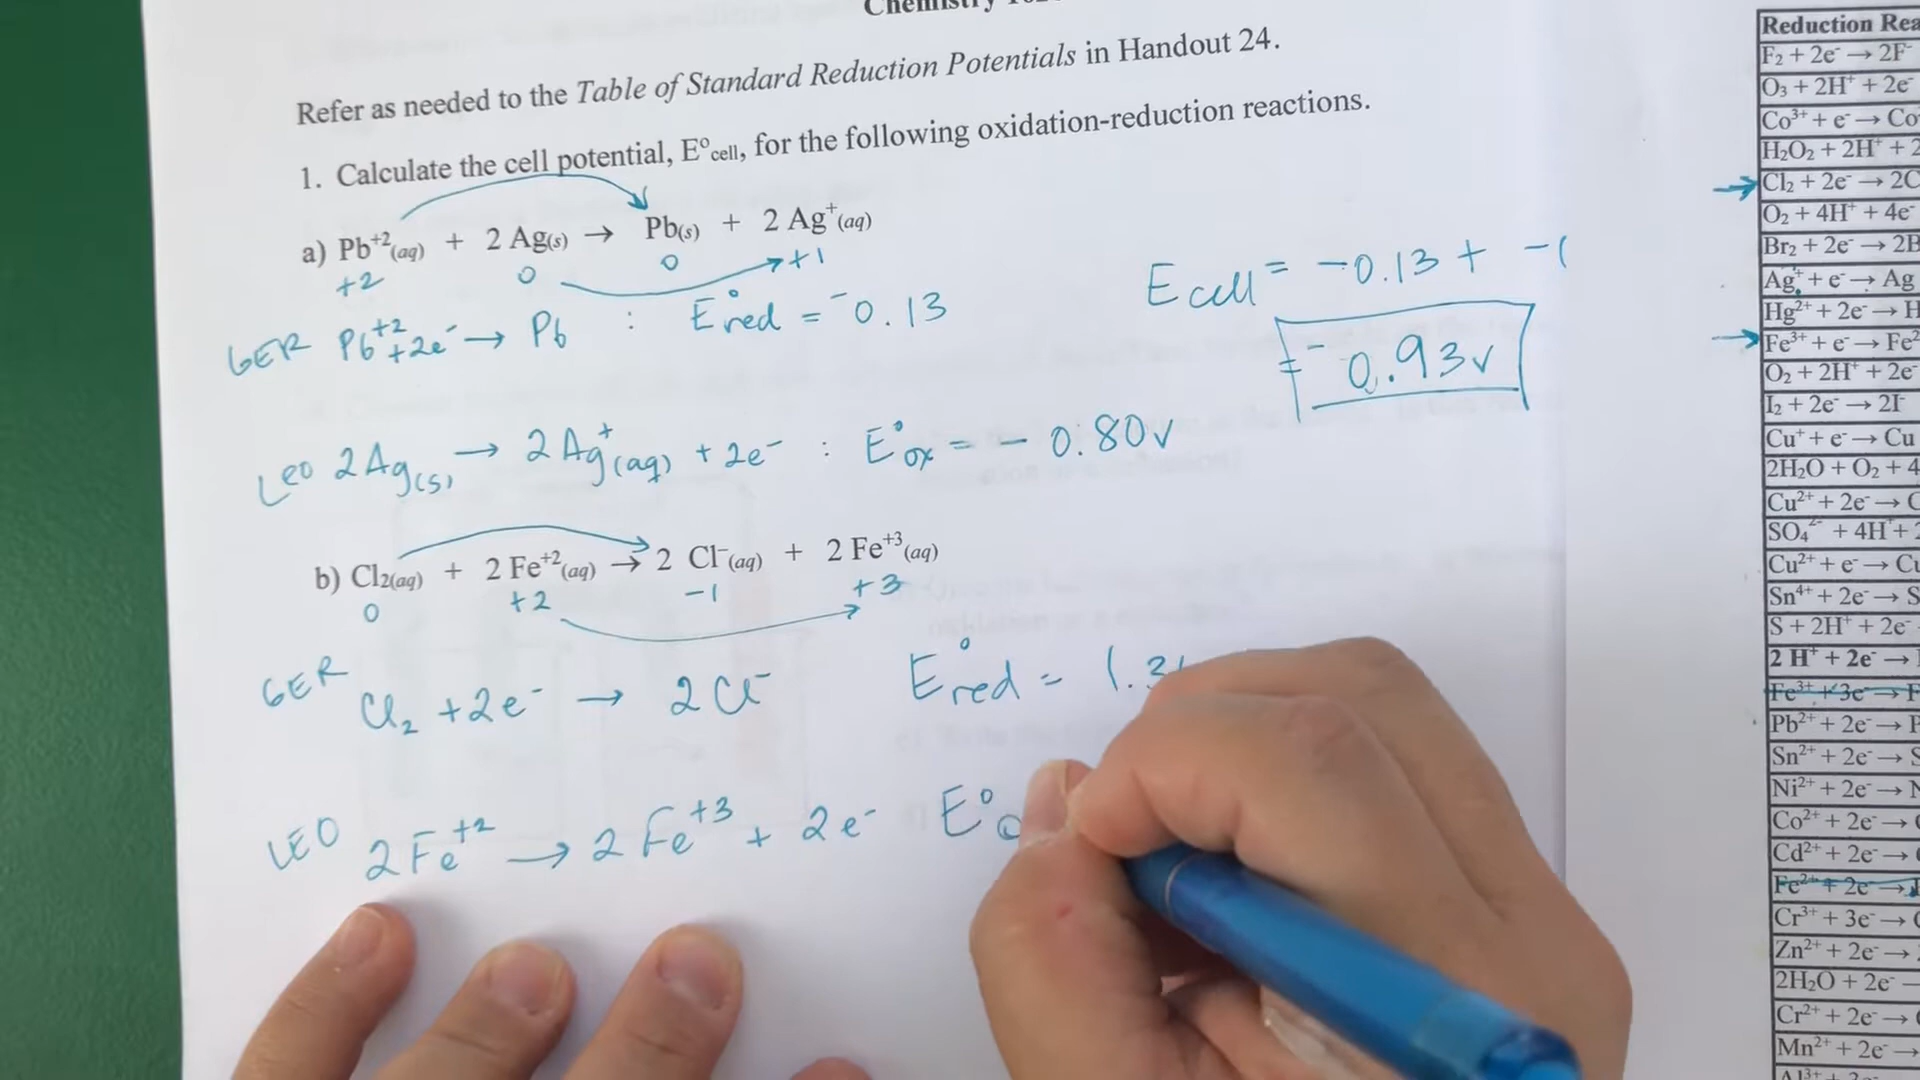 Refer as needed to the Table of Standard Reduction Potentials in Handout 24.
1. Calculate the cell potential, E°cell, for the following oxidation-reduction reactions.
a) Pb⁺²(aq) + 2 Ag(s) → Pb(s) + 2 Ag⁺(aq)
+2 0 0 +1
GER Pb⁺² + 2e⁻ → Pb : E°red = -0.13
Ecell = -0.13 +
= -0.93v
LEO 2Ag(s) → 2Ag⁺(aq) + 2e⁻ : E°ox = -0.80v
b) Cl₂(aq) + 2 Fe⁺²(aq) → 2 Cl⁻(aq) + 2 Fe⁺³(aq)
0 +2 -1 +3
GER Cl₂ + 2e⁻ → 2Cl⁻ E°red = 1.3
LEO 2Fe⁺² → 2Fe⁺³ + 2e⁻ E°
Reduction
F₂ + 2e⁻ → 2F⁻
O₃ + 2H⁺ + 2e⁻
Co³⁺ + e⁻ → Co
H₂O₂ + 2H⁺ + 2
Cl₂ + 2e⁻ → 2C
O₂ + 4H⁺ + 4e⁻
Br₂ + 2e⁻ → 2B
Ag⁺ + e⁻ → Ag
Hg²⁺ + 2e⁻ → H
Fe³⁺ + e⁻ → Fe²
O₂ + 2H⁺ + 2e⁻
I₂ + 2e⁻ → 2I⁻
Cu⁺ + e⁻ → Cu
2H₂O + O₂ + 4
Cu²⁺ + 2e⁻ → C
SO₄²⁻ + 4H⁺ + 2
Cu²⁺ + e⁻ → Cu
Sn⁴⁺ + 2e⁻ → S
S + 2H⁺ + 2e⁻
2 H⁺ + 2e⁻ →
Fe³⁺ + 3e⁻ → F
Pb²⁺ + 2e⁻ → P
Sn²⁺ + 2e⁻ → S
Ni²⁺ + 2e⁻ → N
Co²⁺ + 2e⁻ →
Cd²⁺ + 2e⁻ →
Fe²⁺ + 2e⁻ →
Cr³⁺ + 3e⁻ →
Zn²⁺ + 2e⁻ →
2H₂O + 2e⁻
Cr²⁺ + 2e⁻ →
Mn²⁺ + 2e⁻ →